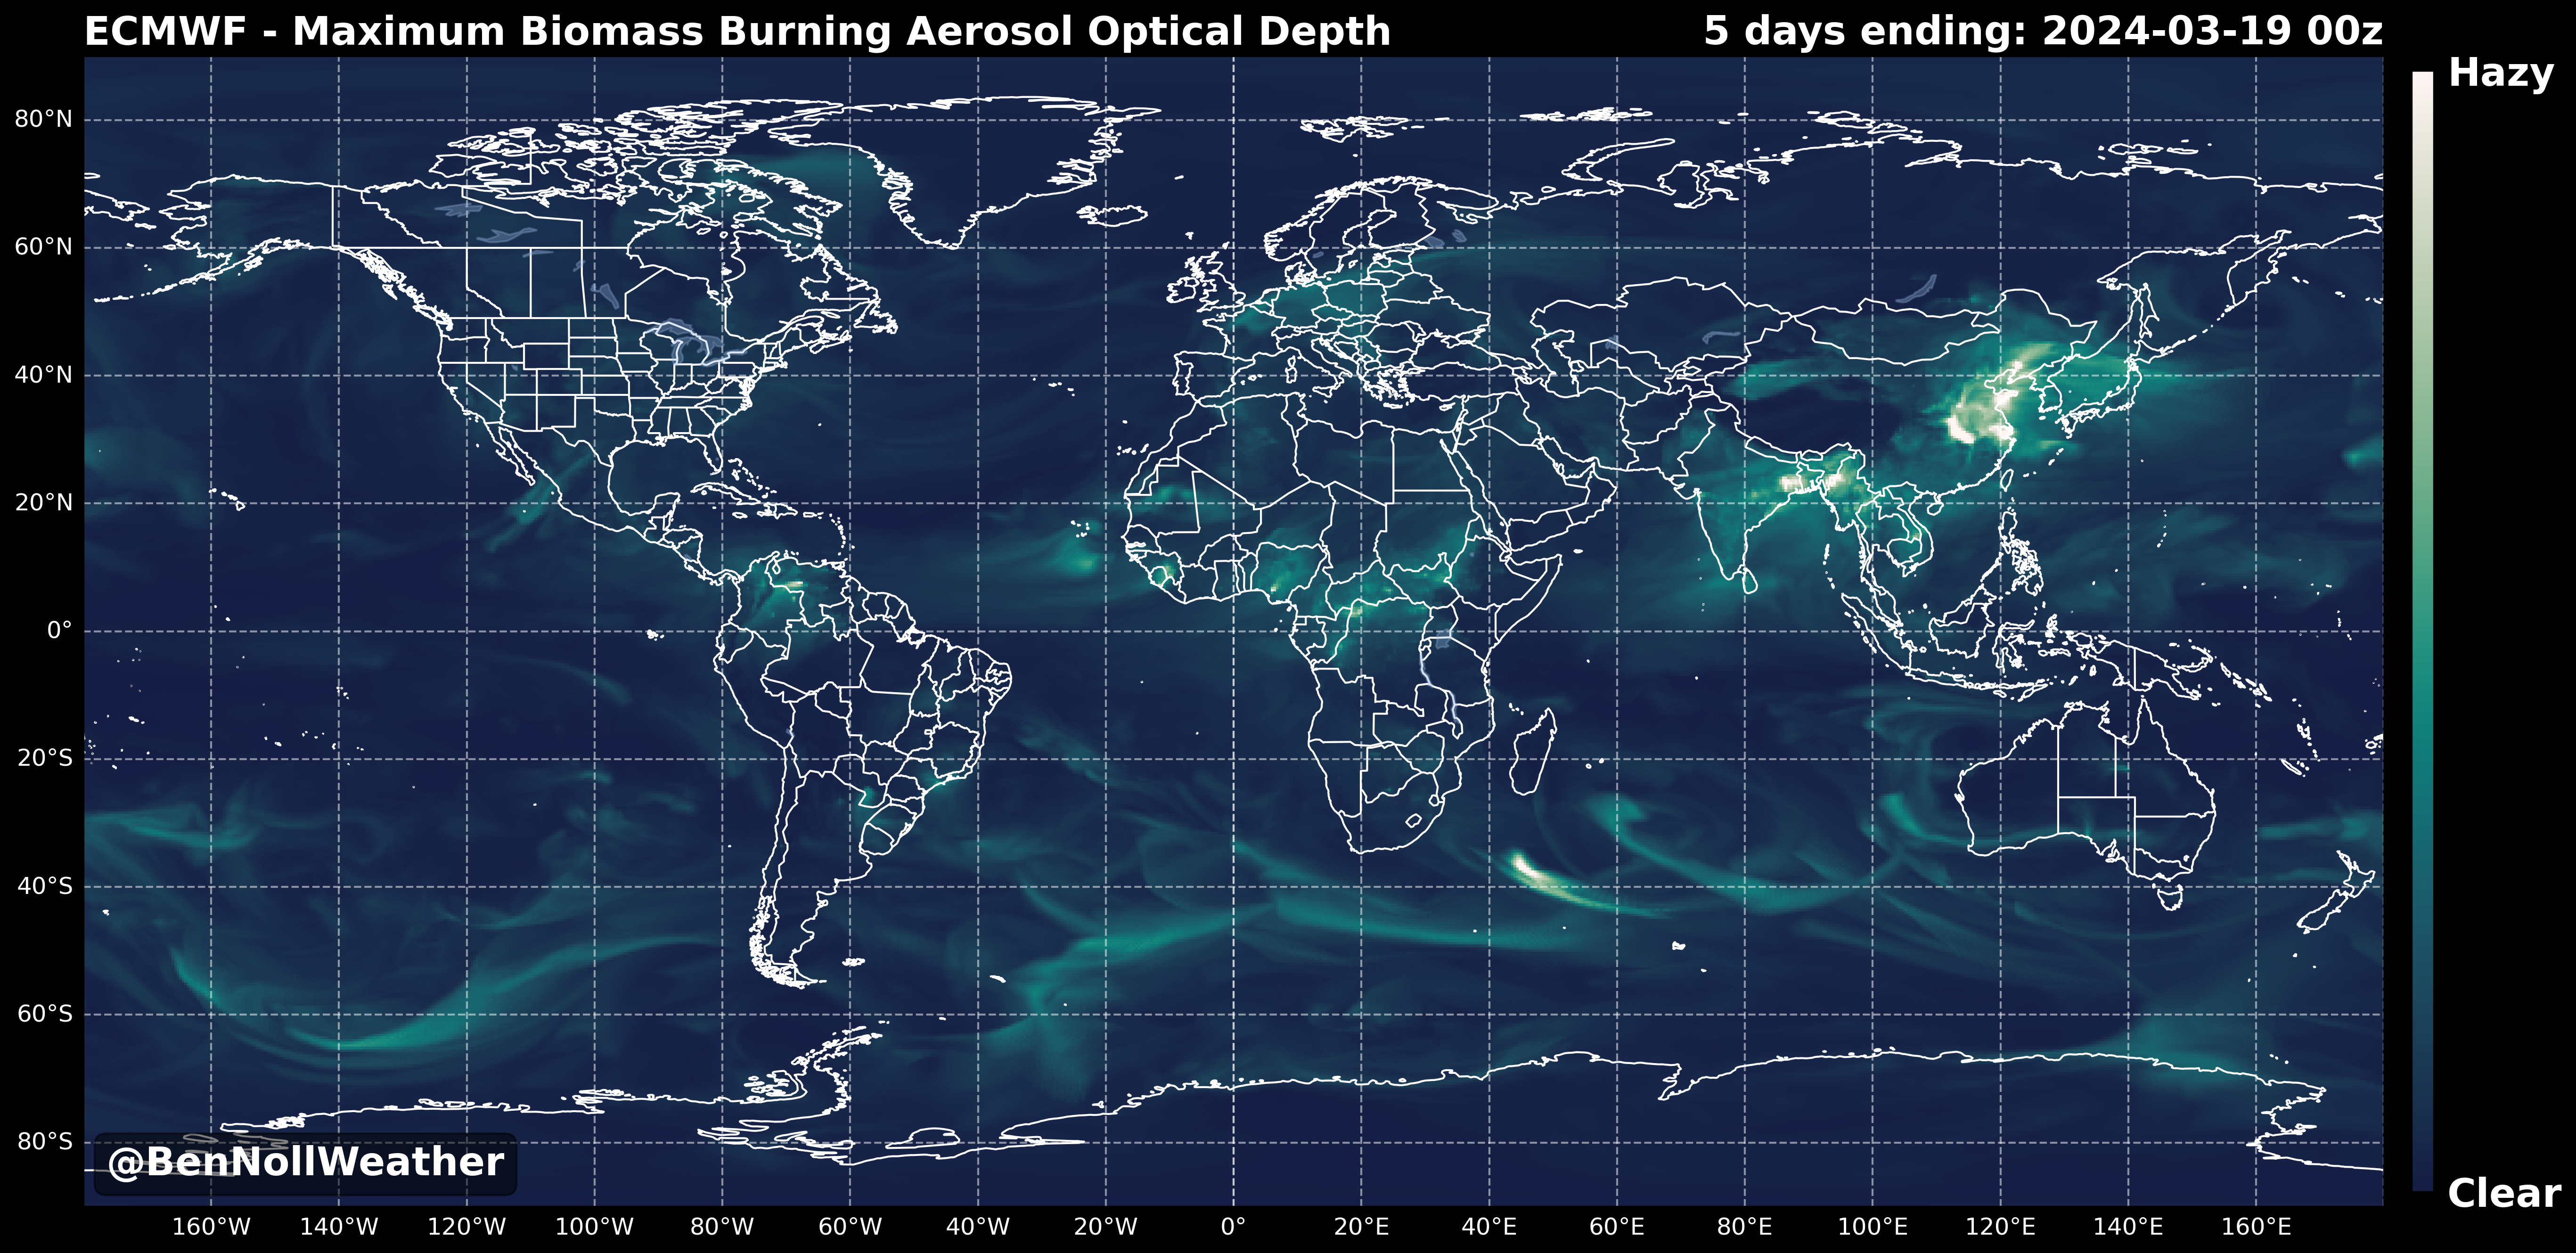 ECMWF - Maximum Biomass Burning Aerosol Optical Depth
5 days ending: 2024-03-19 00z
Hazy
80°N
60°N
40°N
20°N
0°
20°S
40°S
60°S
80°S
@BenNollWeather
Clear
160°W 140°W 120°W 100°W 80°W 60°W 40°W 20°W 0° 20°E 40°E 60°E 80°E 100°E 120°E 140°E 160°E